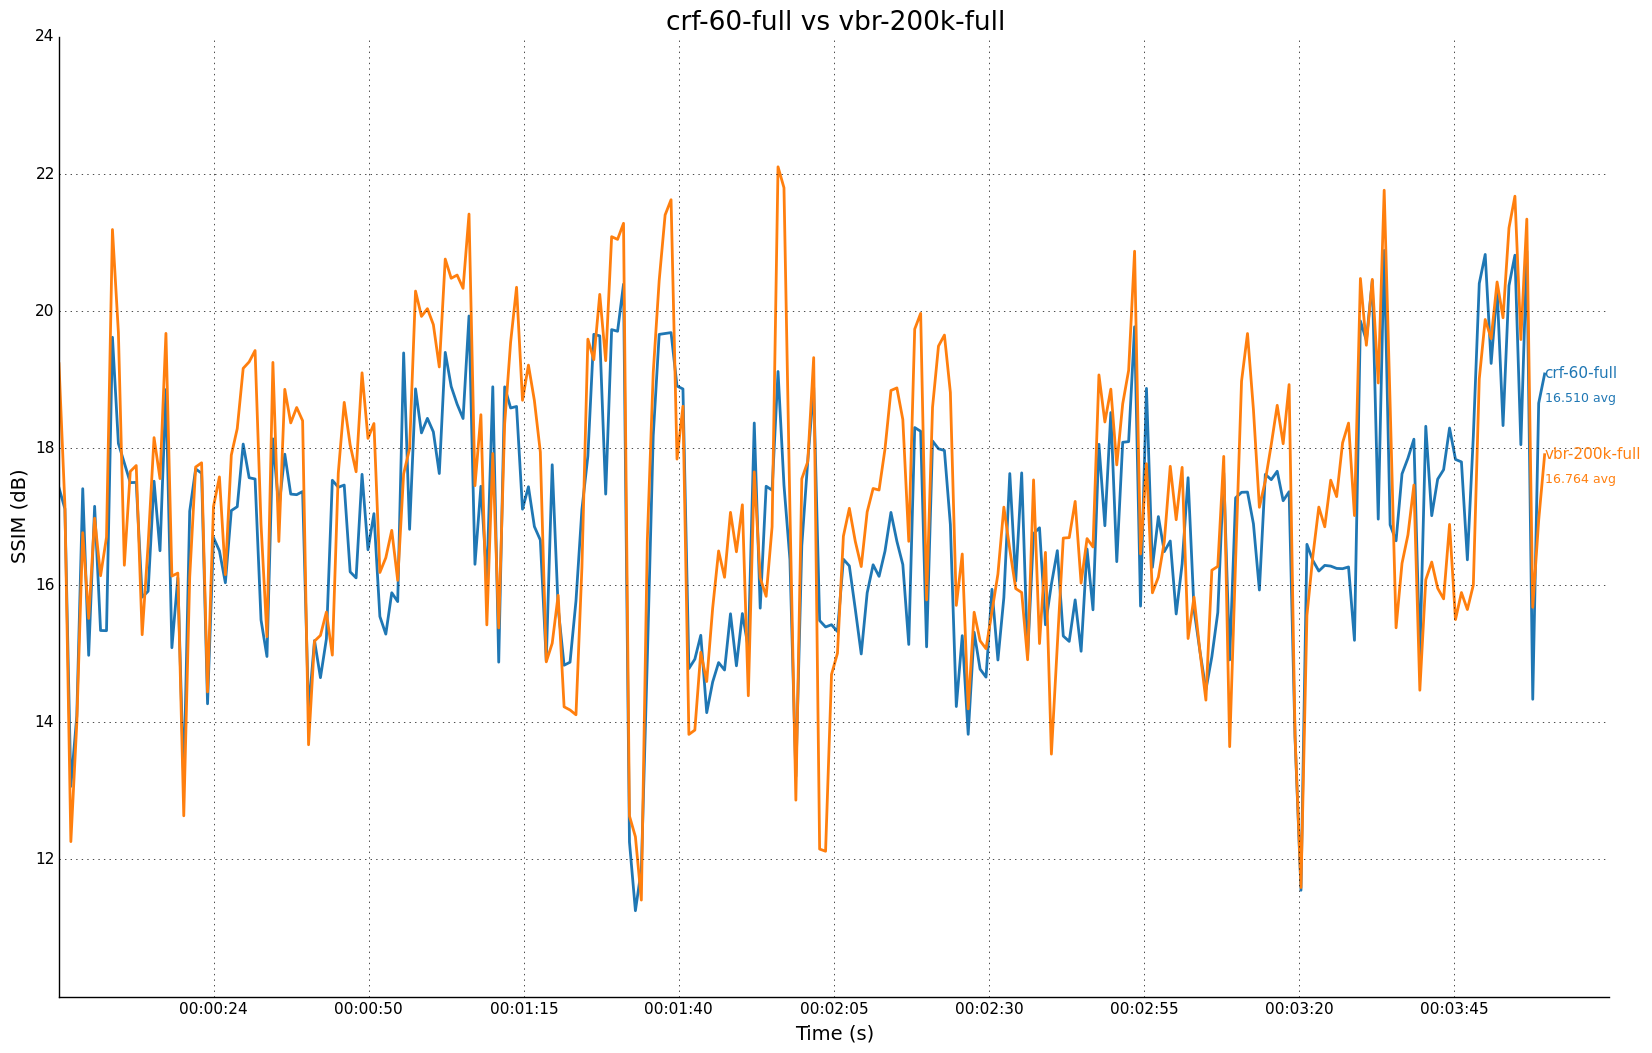 crf-60-full vs vbr-200k-full
24
22
20
18
16
14
12
SSIM (dB)
crf-60-full
16.510 avg
vbr-200k-full
16.764 avg
00:00:24 00:00:50 00:01:15 00:01:40 00:02:05 00:02:30 00:02:55 00:03:20 00:03:45
Time (s)